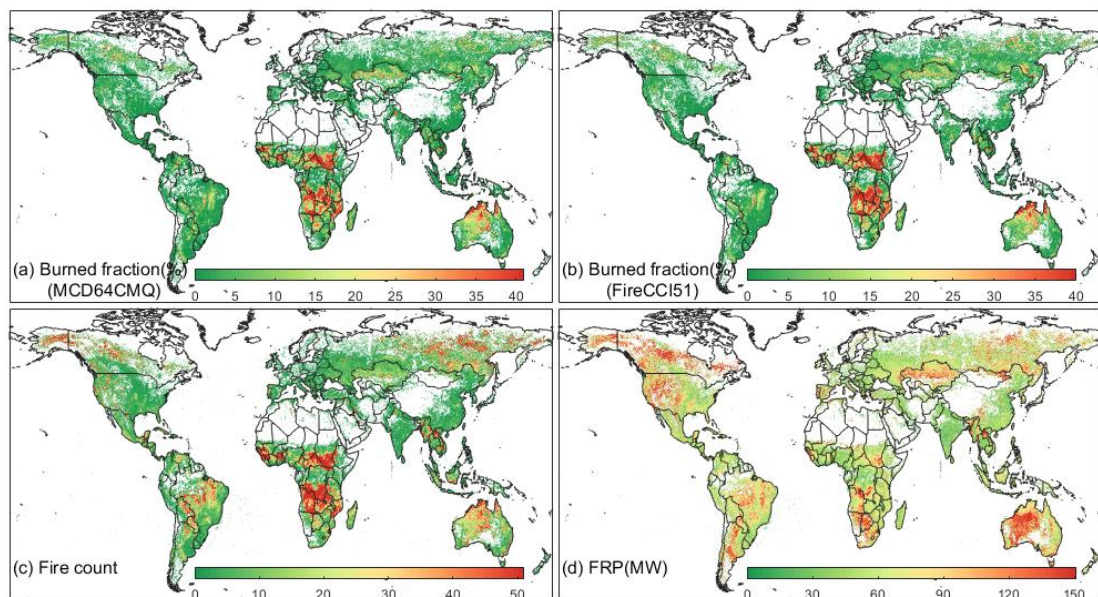 (a) Burned fraction(%)
(MCD64CMQ)
0 5 10 15 20 25 30 35 40
(b) Burned fraction(%)
(FireCCI51)
0 5 10 15 20 25 30 35 40
(c) Fire count
0 10 20 30 40 50
(d) FRP(MW)
0 30 60 90 120 150